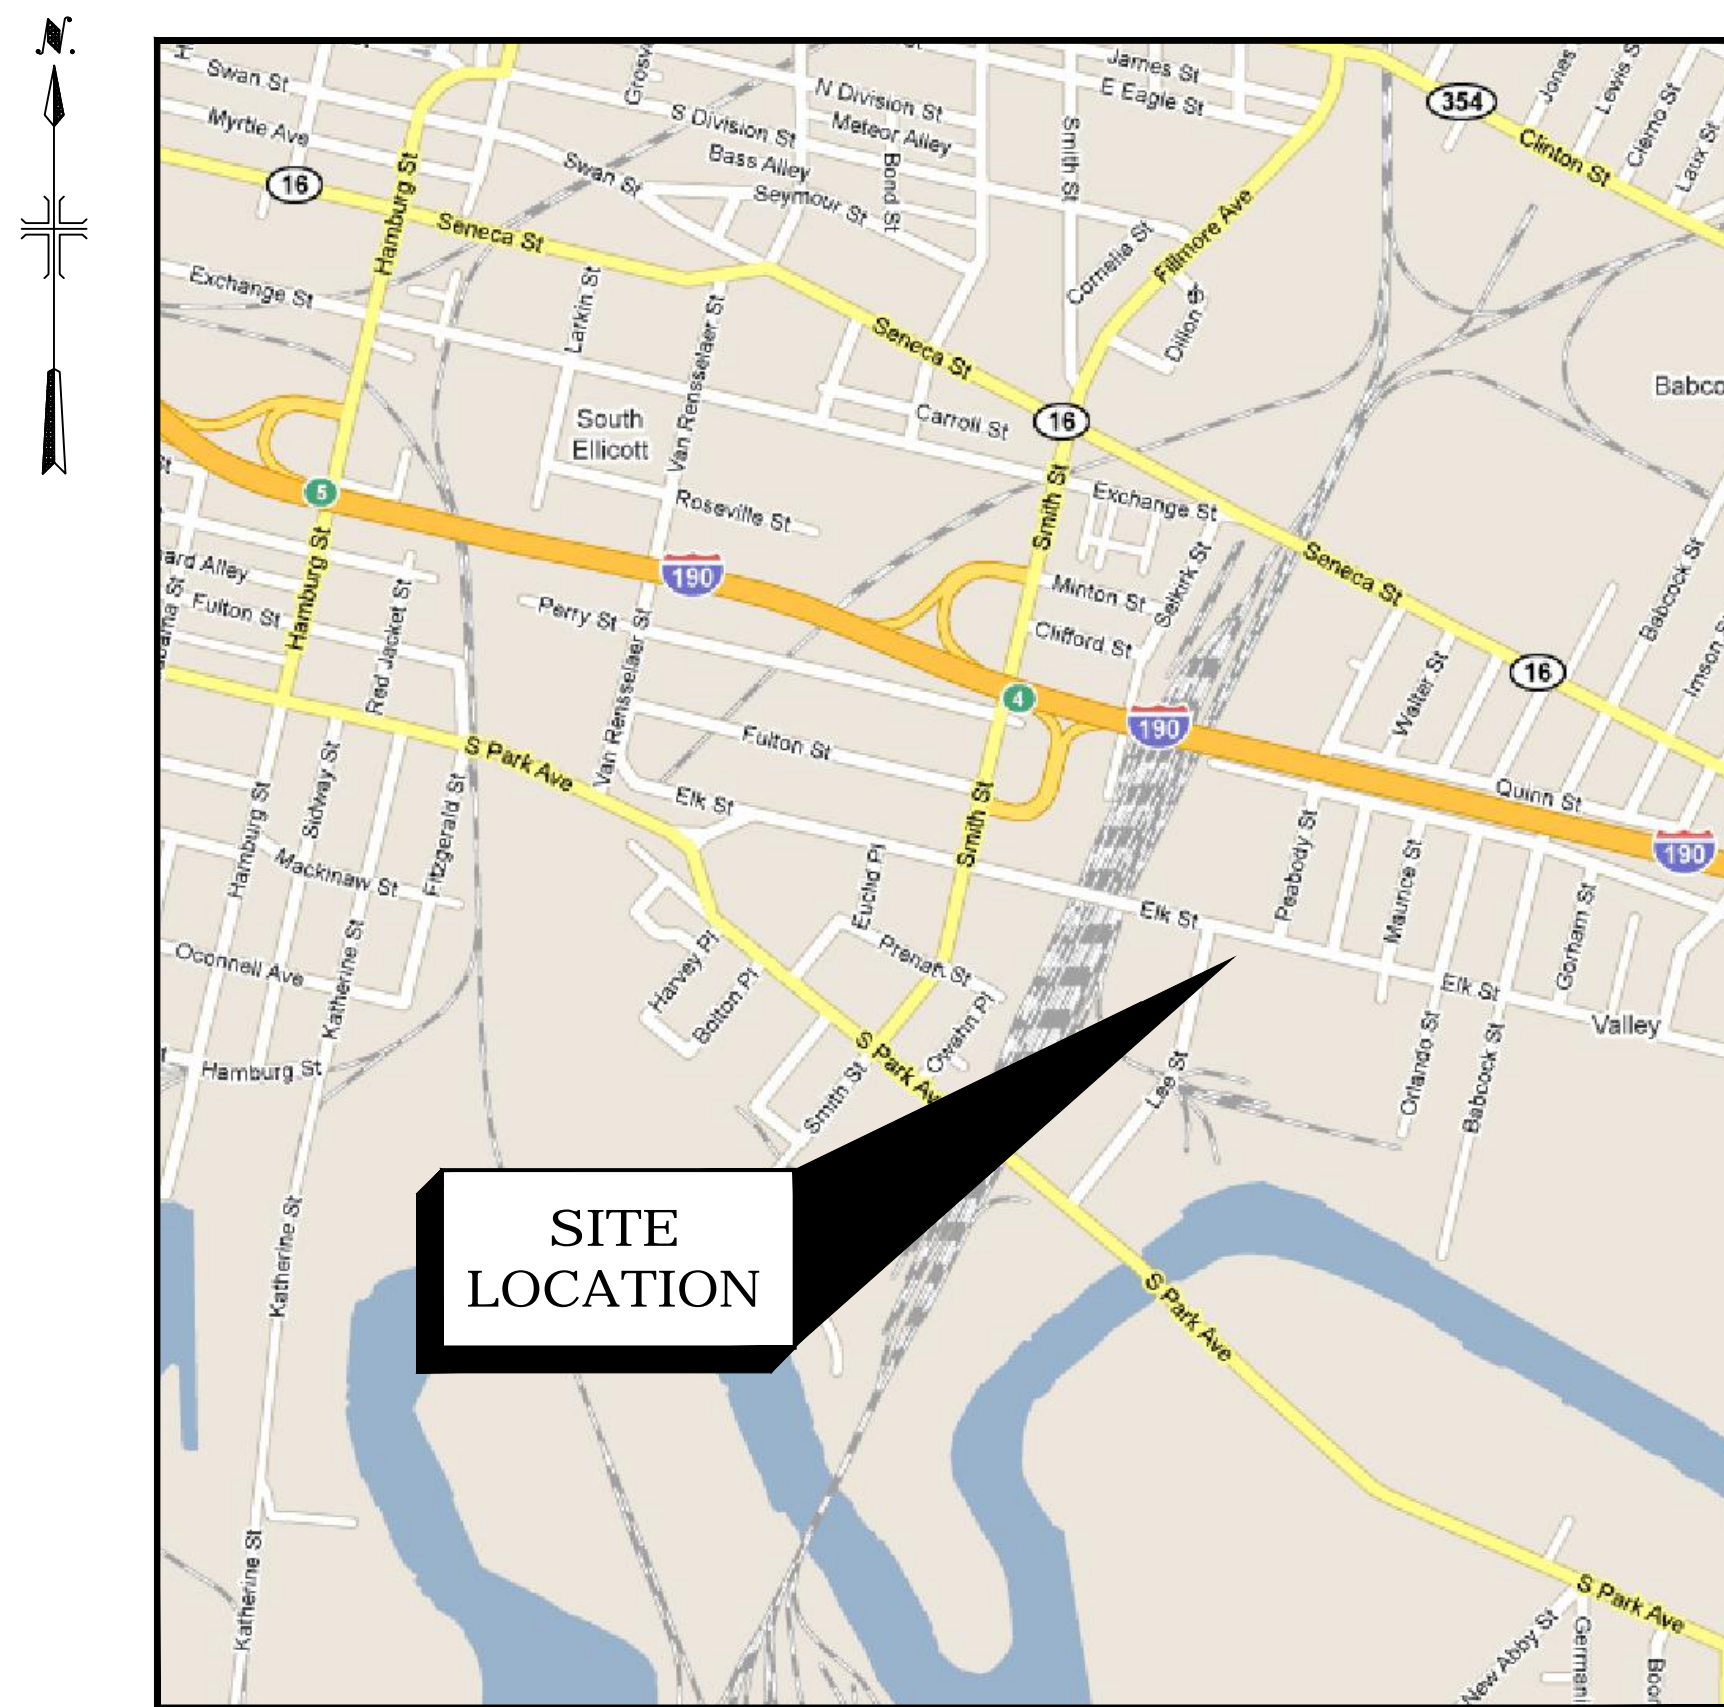 N.
Swan St
Myrtle Ave
16
Hamburg St
Seneca St
Exchange St
S Division St
N Division St
Meteor Alley
Bass Alley
Swan St
Seymour St
Bond St
Smith St
James St
E Eagle St
354
Clinton St
Clemo St
Laux St
Fillmore Ave
Cornelia St
Larkin St
Van Rensselaer St
Seneca St
Carroll St
16
South
Ellicott
Roseville St
5
Exchange St
Smith St
Seneca St
Babcock St
190
Minton St
Selkirk St
Clifford St
Perry St
Hamburg St
Fulton St
Red Jacket St
Van Rensselaer St
4
190
16
Walter St
S Park Ave
Fulton St
Elk St
Smith St
Quinn St
190
Hamburg St
Sidway St
Fitzgerald St
Mackinaw St
Peabody St
Maurice St
Gorham St
Euclid Pl
Elk St
Prenatt St
Oconnell Ave
Katherine St
Harvey Pl
Bolton Pl
Elk St
Valley
S Park Ave
Owahn Pl
Lee St
Orlando St
Babcock St
Hamburg St
Smith St
SITE
LOCATION
Katherine St
S Park Ave
Katherine St
S Park Ave
New Abby St